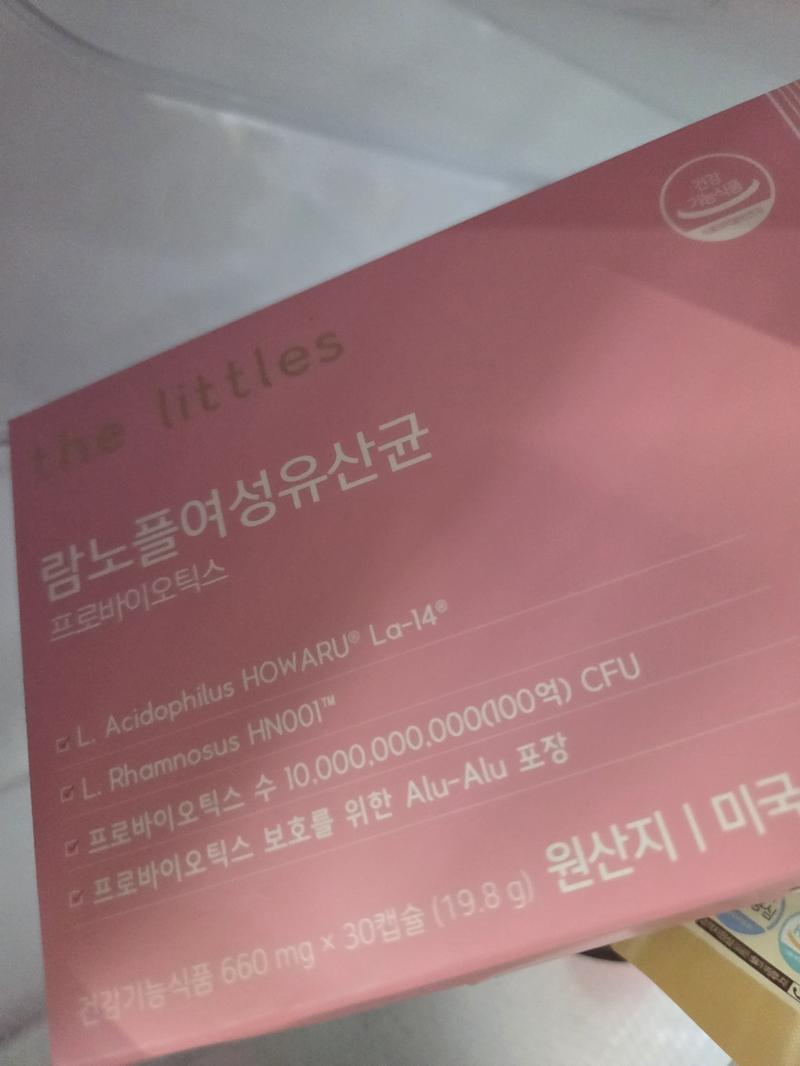 건강
기능식품
the littles
람노플여성유산균
프로바이오틱스
L. Acidophilus HOWARU® La-14®
L. Rhamnosus HN001™
프로바이오틱스 수 10,000,000,000(100억) CFU
프로바이오틱스 보호를 위한 Alu-Alu 포장
원산지 | 미국
건강기능식품 660 mg × 30캡슐 (19.8 g)